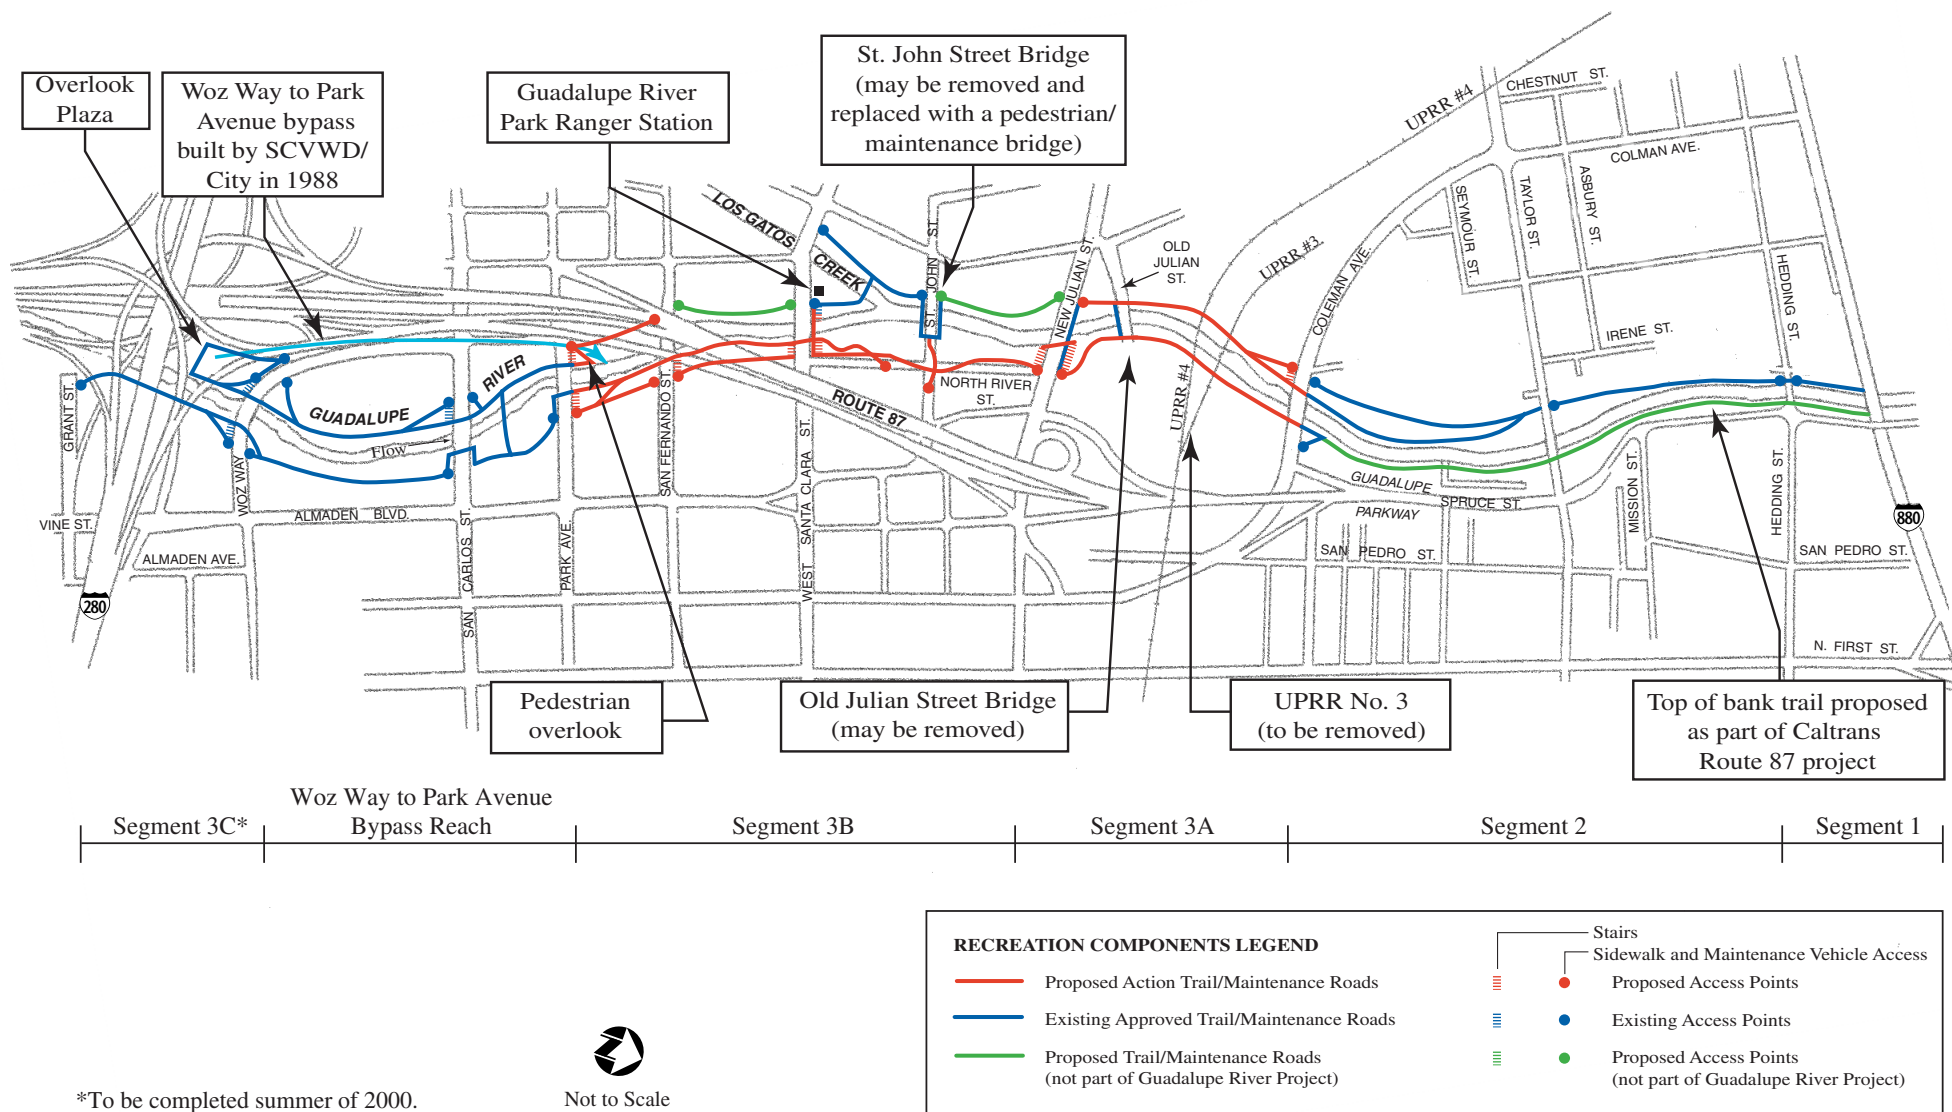 Overlook
Plaza
Woz Way to Park
Avenue bypass
built by SCVWD/
City in 1988
Guadalupe River
Park Ranger Station
St. John Street Bridge
(may be removed and
replaced with a pedestrian/
maintenance bridge)
UPRR #4
CHESTNUT ST.
COLMAN AVE.
ASBURY ST.
TAYLOR ST.
SEYMOUR ST.
LOS GATOS
CREEK
ST. JOHN ST.
NEW JULIAN ST.
OLD
JULIAN
ST.
UPRR #3
COLEMAN AVE.
HEDDING ST.
IRENE ST.
GRANT ST.
GUADALUPE
RIVER
Flow
WOZ WAY
SAN FERNANDO ST.
ROUTE 87
NORTH RIVER
ST.
UPRR #4
WEST SANTA CLARA ST.
GUADALUPE
PARKWAY
SPRUCE ST.
MISSION ST.
HEDDING ST.
880
VINE ST.
ALMADEN BLVD.
ALMADEN AVE.
SAN CARLOS ST.
PARK AVE.
SAN PEDRO ST.
SAN PEDRO ST.
280
N. FIRST ST.
Pedestrian
overlook
Old Julian Street Bridge
(may be removed)
UPRR No. 3
(to be removed)
Top of bank trail proposed
as part of Caltrans
Route 87 project
Segment 3C*
Woz Way to Park Avenue
Bypass Reach
Segment 3B
Segment 3A
Segment 2
Segment 1
RECREATION COMPONENTS LEGEND
Stairs
Sidewalk and Maintenance Vehicle Access
Proposed Action Trail/Maintenance Roads
Proposed Access Points
Existing Approved Trail/Maintenance Roads
Existing Access Points
Proposed Trail/Maintenance Roads
(not part of Guadalupe River Project)
Proposed Access Points
(not part of Guadalupe River Project)
*To be completed summer of 2000.
Not to Scale